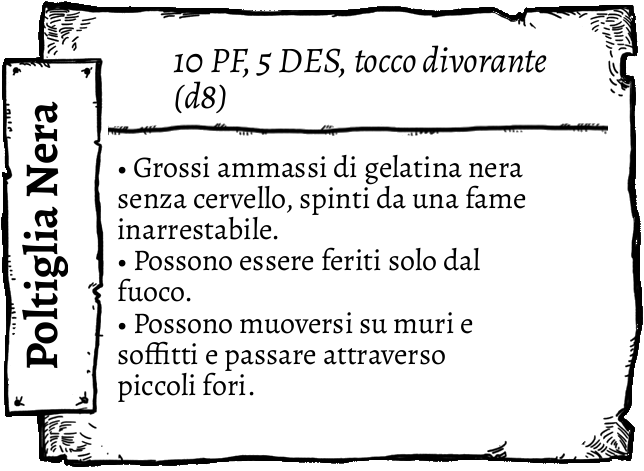 Poltiglia Nera
10 PF, 5 DES, tocco divorante
(d8)
• Grossi ammassi di gelatina nera
senza cervello, spinti da una fame
inarrestabile.
• Possono essere feriti solo dal
fuoco.
• Possono muoversi su muri e
soffitti e passare attraverso
piccoli fori.